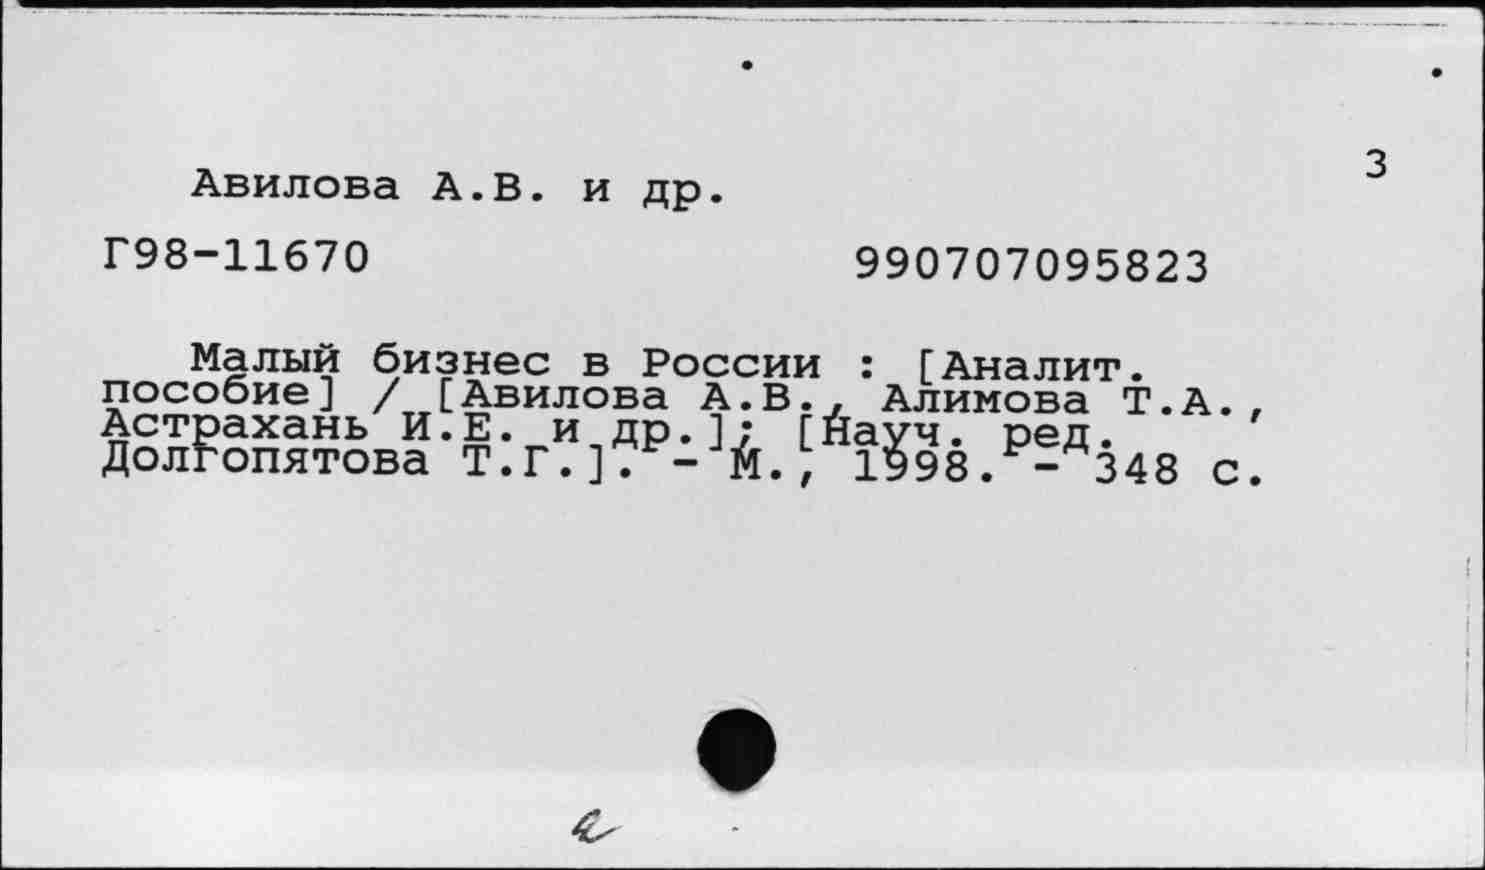 3
Авилова А.В. и др.
Г98-11670 990707095823
Малый бизнес в России : [Аналит.
пособие] / [Авилова А.В., Алимова Т.А.,
Астрахань И.Е. и др.]; [Науч. ред.
Долгопятова Т.Г.]. - М., 1998. - 348 с.